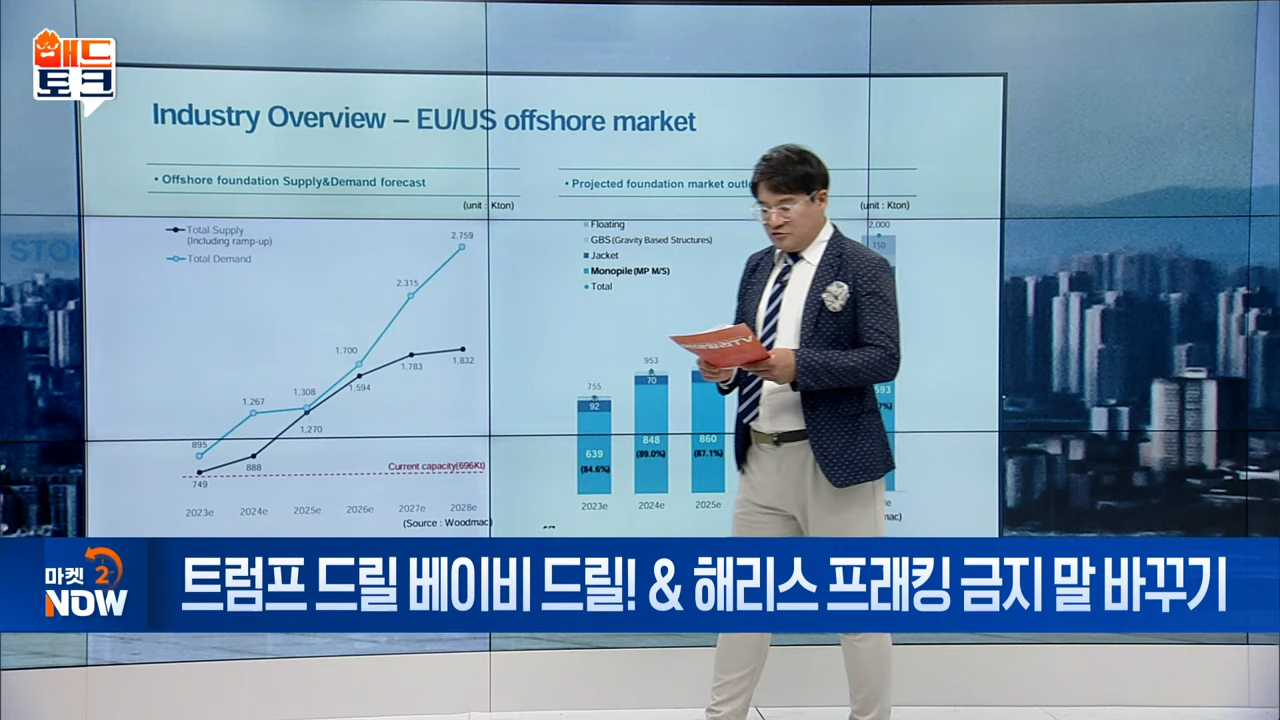 배드
토크
Industry Overview – EU/US offshore market
• Offshore foundation Supply&Demand forecast
(unit : Kton)
Total Supply
(Including ramp-up)
Total Demand
2,759
2,315
1,700
1,308
1,267
895
1,832
1,783
1,594
1,270
888
749
Current capacity(696Kt)
2023e 2024e 2025e 2026e 2027e 2028e
(Source : Woodmac)
• Projected foundation market
(unit : Kton)
Floating
GBS (Gravity Based Structures)
Jacket
Monopile (MP M/S)
Total
2,000
150
755
92
639
(84.6%)
953
70
848
(89.0%)
860
(87.1%)
593
2023e 2024e 2025e
STOC
마켓 2
NOW
트럼프 드릴 베이비 드릴! & 해리스 프래킹 금지 말 바꾸기